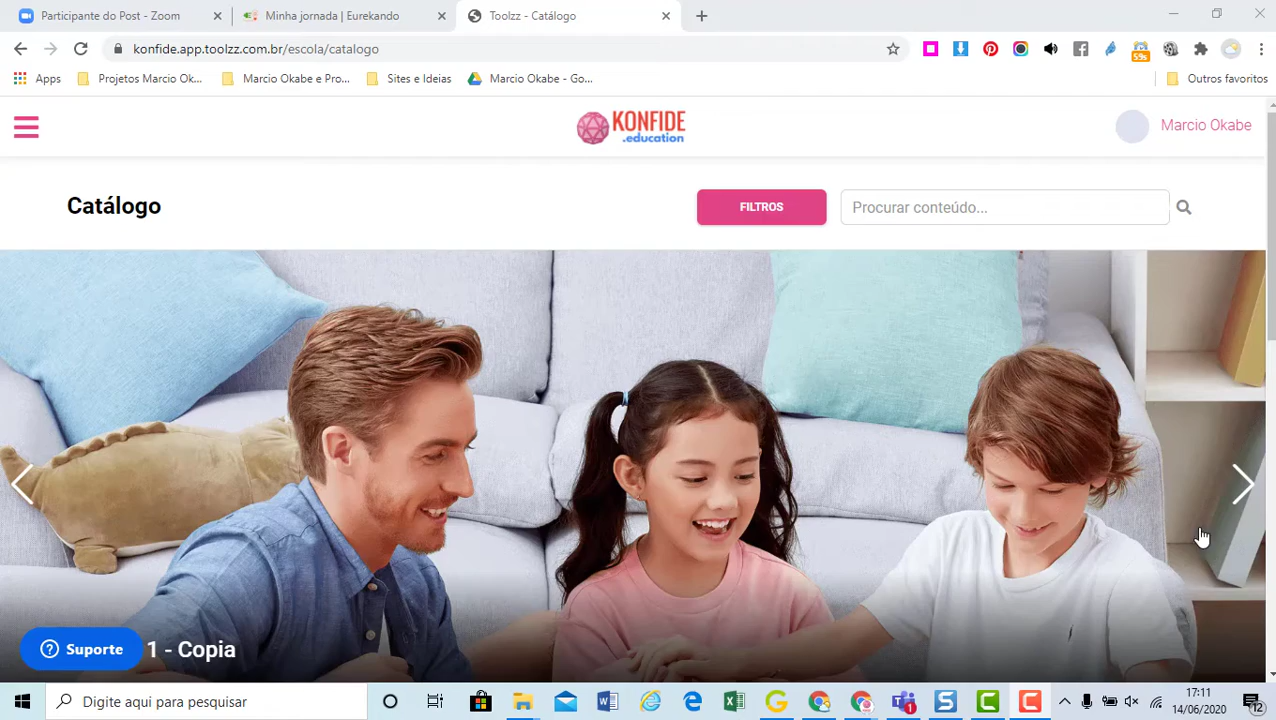 Participante do Post - Zoom
Minha jornada | Eurekando
Toolzz - Catálogo
konfide.app.toolzz.com.br/escola/catalogo
59s
Apps
Projetos Marcio Ok...
Marcio Okabe e Pro...
Sites e Ideias
Marcio Okabe - Go...
Outros favoritos
KONFIDE
.education
Marcio Okabe
Catálogo
FILTROS
Procurar conteúdo...
Suporte
1 - Copia
Digite aqui para pesquisar
17:11
14/06/2020
12